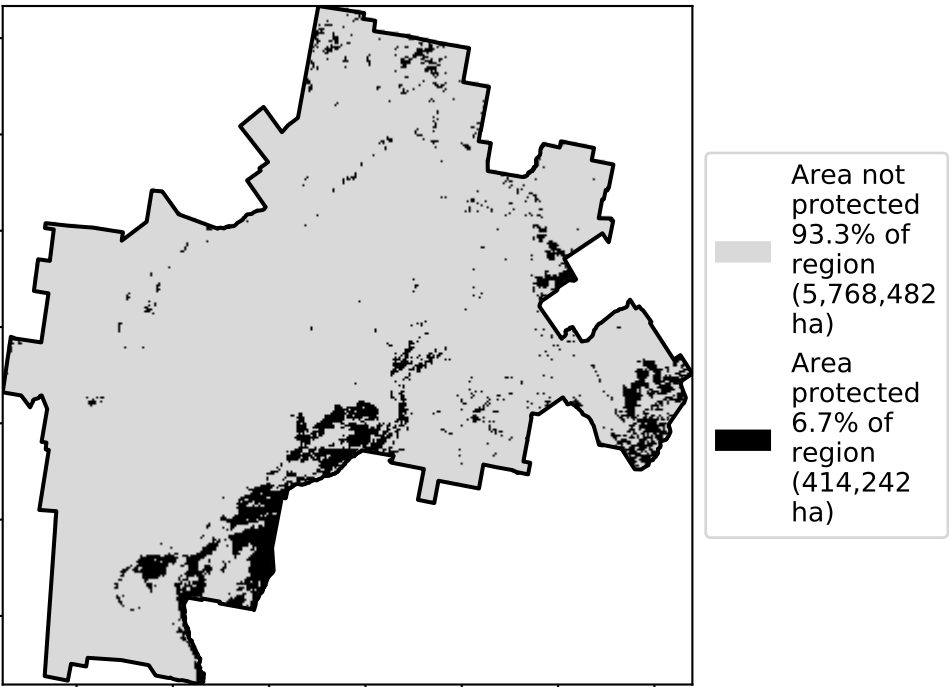 Area not
protected
93.3% of
region
(5,768,482
ha)
Area
protected
6.7% of
region
(414,242
ha)